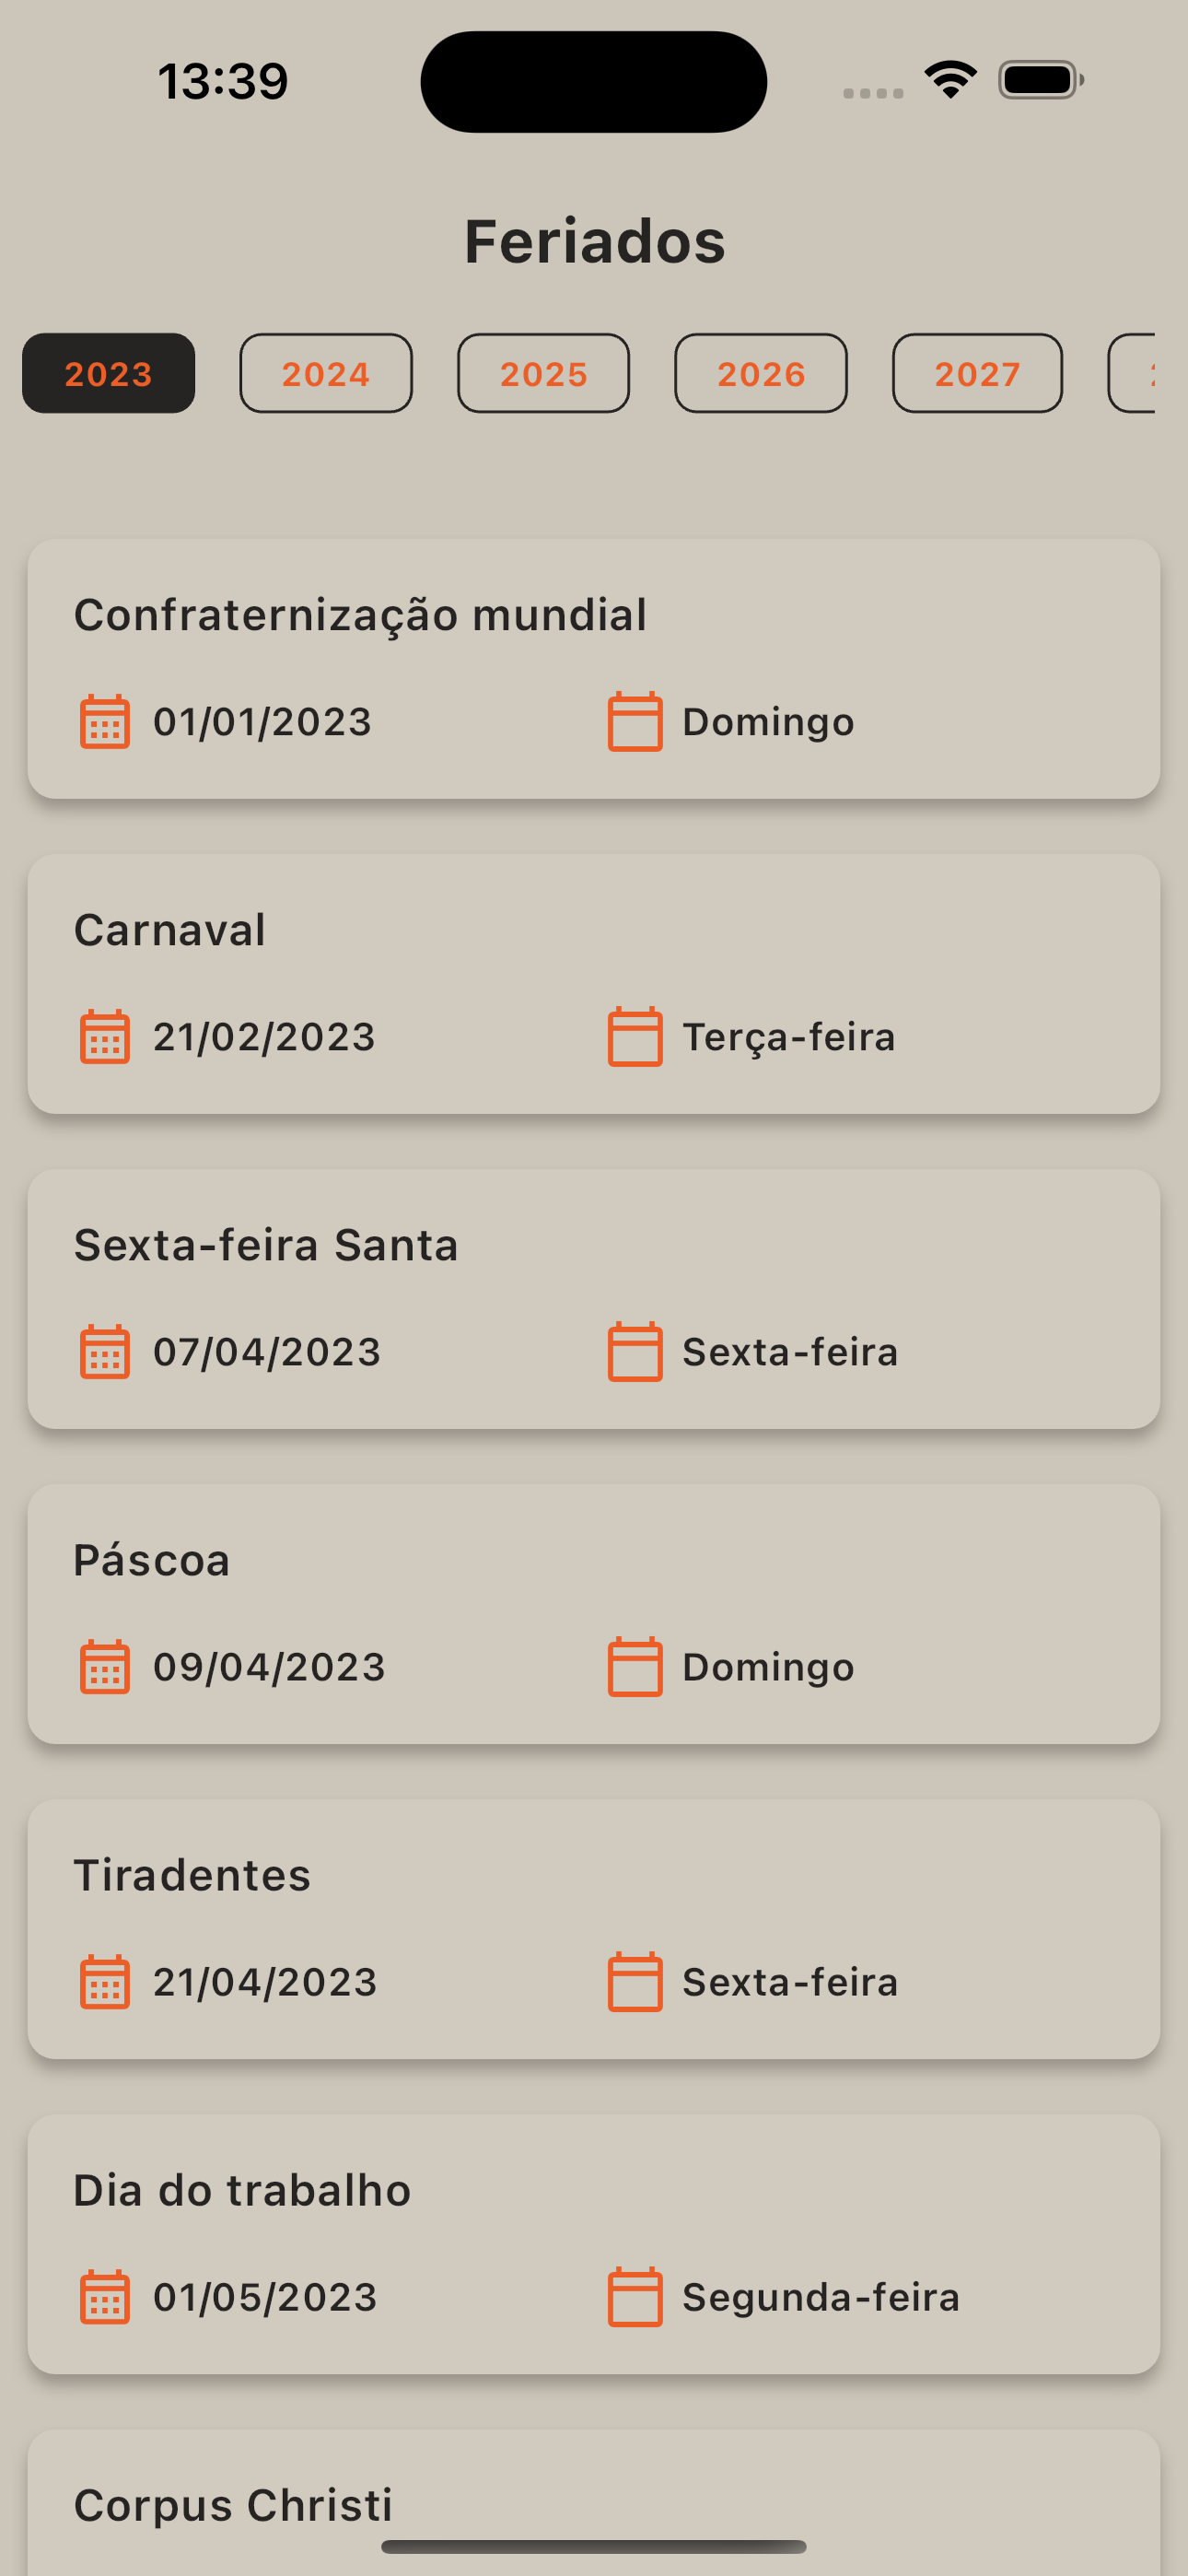 13:39
Feriados
2023 2024 2025 2026 2027
Confraternização mundial
01/01/2023 Domingo
Carnaval
21/02/2023 Terça-feira
Sexta-feira Santa
07/04/2023 Sexta-feira
Páscoa
09/04/2023 Domingo
Tiradentes
21/04/2023 Sexta-feira
Dia do trabalho
01/05/2023 Segunda-feira
Corpus Christi